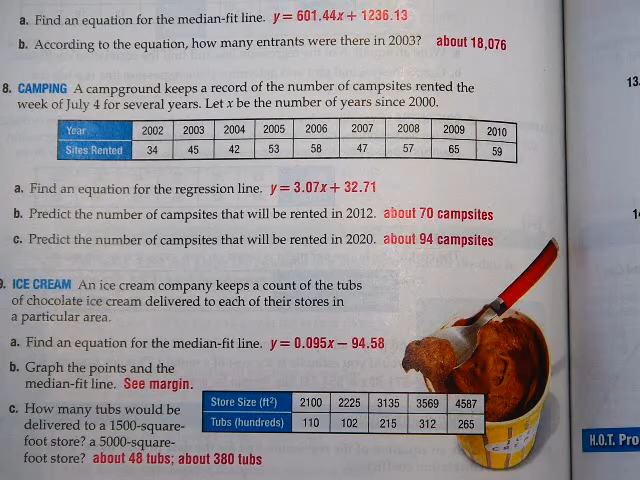 a. Find an equation for the median-fit line. y = 601.44x + 1236.13
b. According to the equation, how many entrants were there in 2003? about 18,076
8. CAMPING A campground keeps a record of the number of campsites rented the
week of July 4 for several years. Let x be the number of years since 2000.
Year 2002 2003 2004 2005 2006 2007 2008 2009 2010
Sites Rented 34 45 42 53 58 47 57 65 59
a. Find an equation for the regression line. y = 3.07x + 32.71
b. Predict the number of campsites that will be rented in 2012. about 70 campsites
c. Predict the number of campsites that will be rented in 2020. about 94 campsites
. ICE CREAM An ice cream company keeps a count of the tubs
of chocolate ice cream delivered to each of their stores in
a particular area.
a. Find an equation for the median-fit line. y = 0.095x − 94.58
b. Graph the points and the
median-fit line. See margin.
c. How many tubs would be
delivered to a 1500-square-
foot store? a 5000-square-
foot store? about 48 tubs; about 380 tubs
Store Size (ft²) 2100 2225 3135 3569 4587
Tubs (hundreds) 110 102 215 312 265
13.
H.O.T. Pro